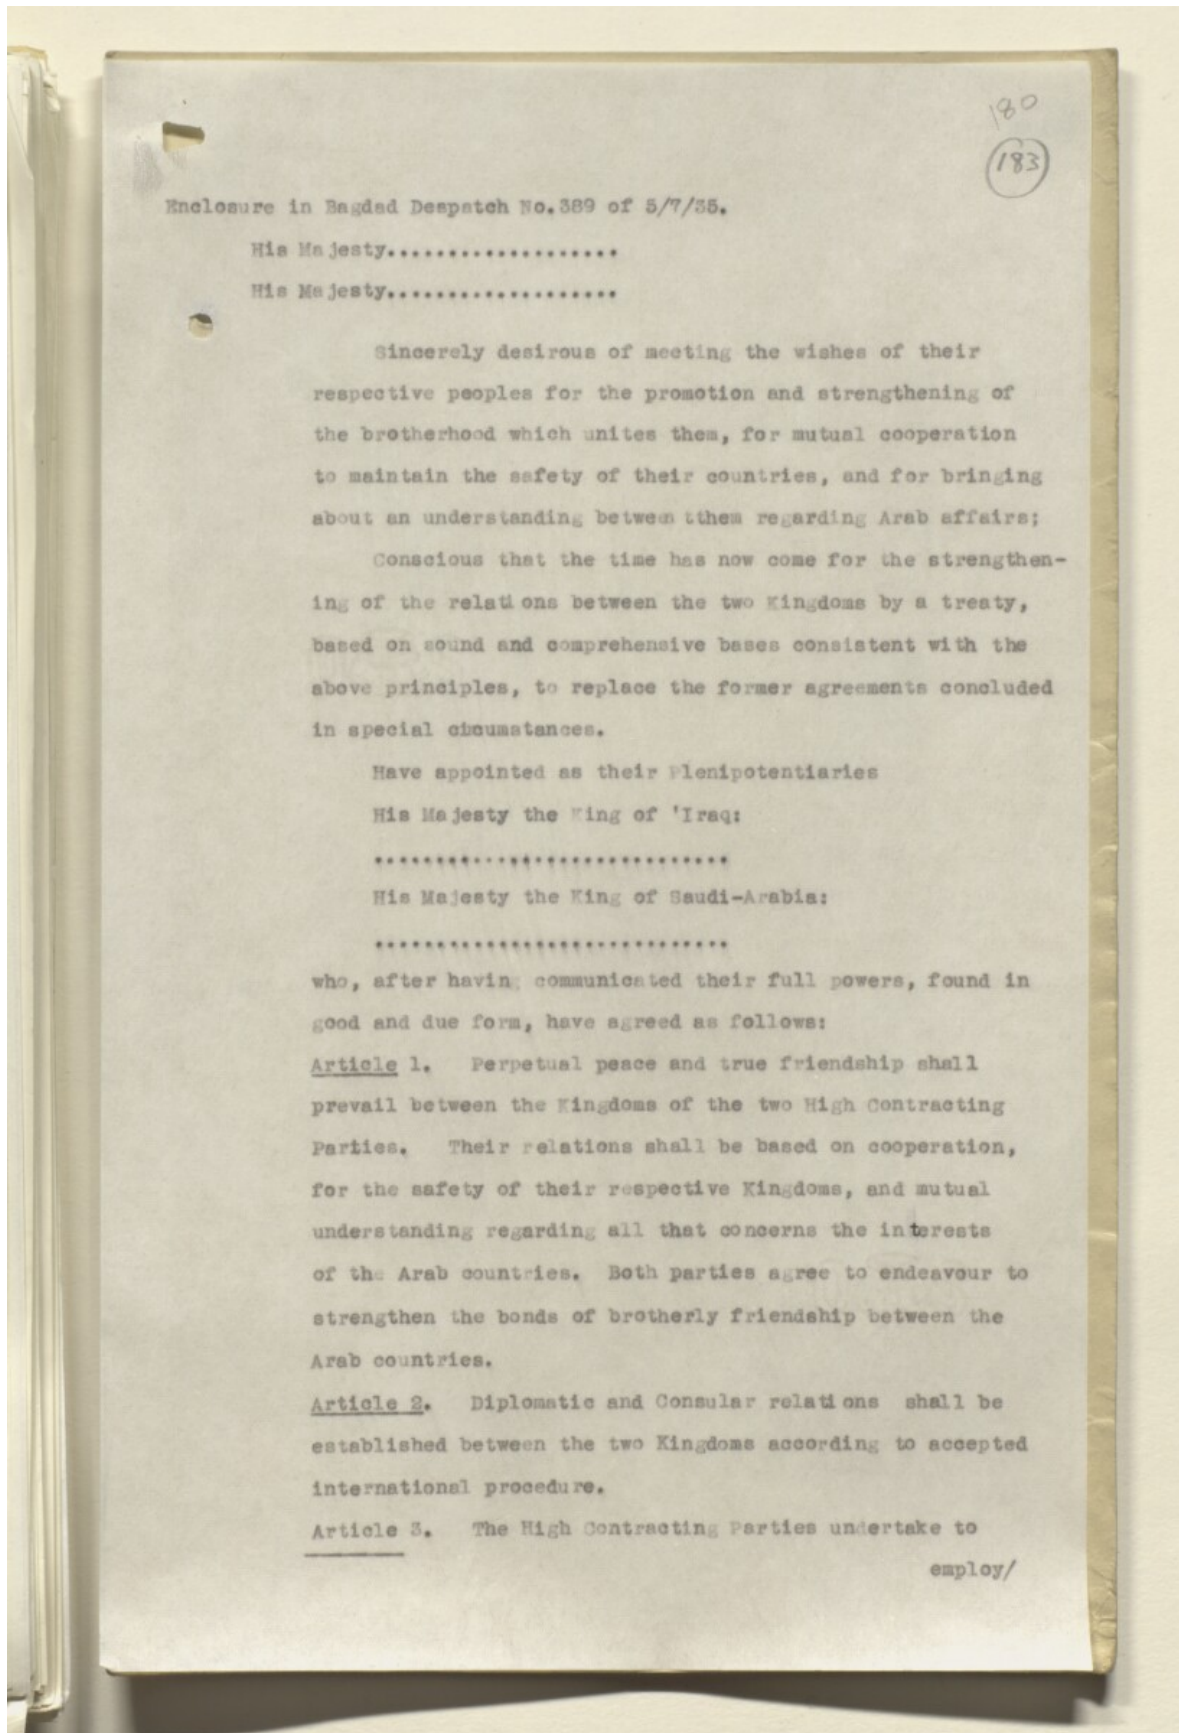 180
183
Enclosure in Bagdad Despatch No.389 of 5/7/35.
His Majesty...................
His Majesty...................
Sincerely desirous of meeting the wishes of their
respective peoples for the promotion and strengthening of
the brotherhood which unites them, for mutual cooperation
to maintain the safety of their countries, and for bringing
about an understanding between tthem regarding Arab affairs;
Conscious that the time has now come for the strengthen-
ing of the relations between the two Kingdoms by a treaty,
based on sound and comprehensive bases consistent with the
above principles, to replace the former agreements concluded
in special cicumstances.
Have appointed as their Plenipotentiaries
His Majesty the King of 'Iraq:
.............................
His Majesty the King of Saudi-Arabia:
.............................
who, after having communicated their full powers, found in
good and due form, have agreed as follows:
Article 1. Perpetual peace and true friendship shall
prevail between the Kingdoms of the two High Contracting
Parties. Their relations shall be based on cooperation,
for the safety of their respective Kingdoms, and mutual
understanding regarding all that concerns the interests
of the Arab countries. Both parties agree to endeavour to
strengthen the bonds of brotherly friendship between the
Arab countries.
Article 2. Diplomatic and Consular relations shall be
established between the two Kingdoms according to accepted
international procedure.
Article 3. The High Contracting Parties undertake to
employ/